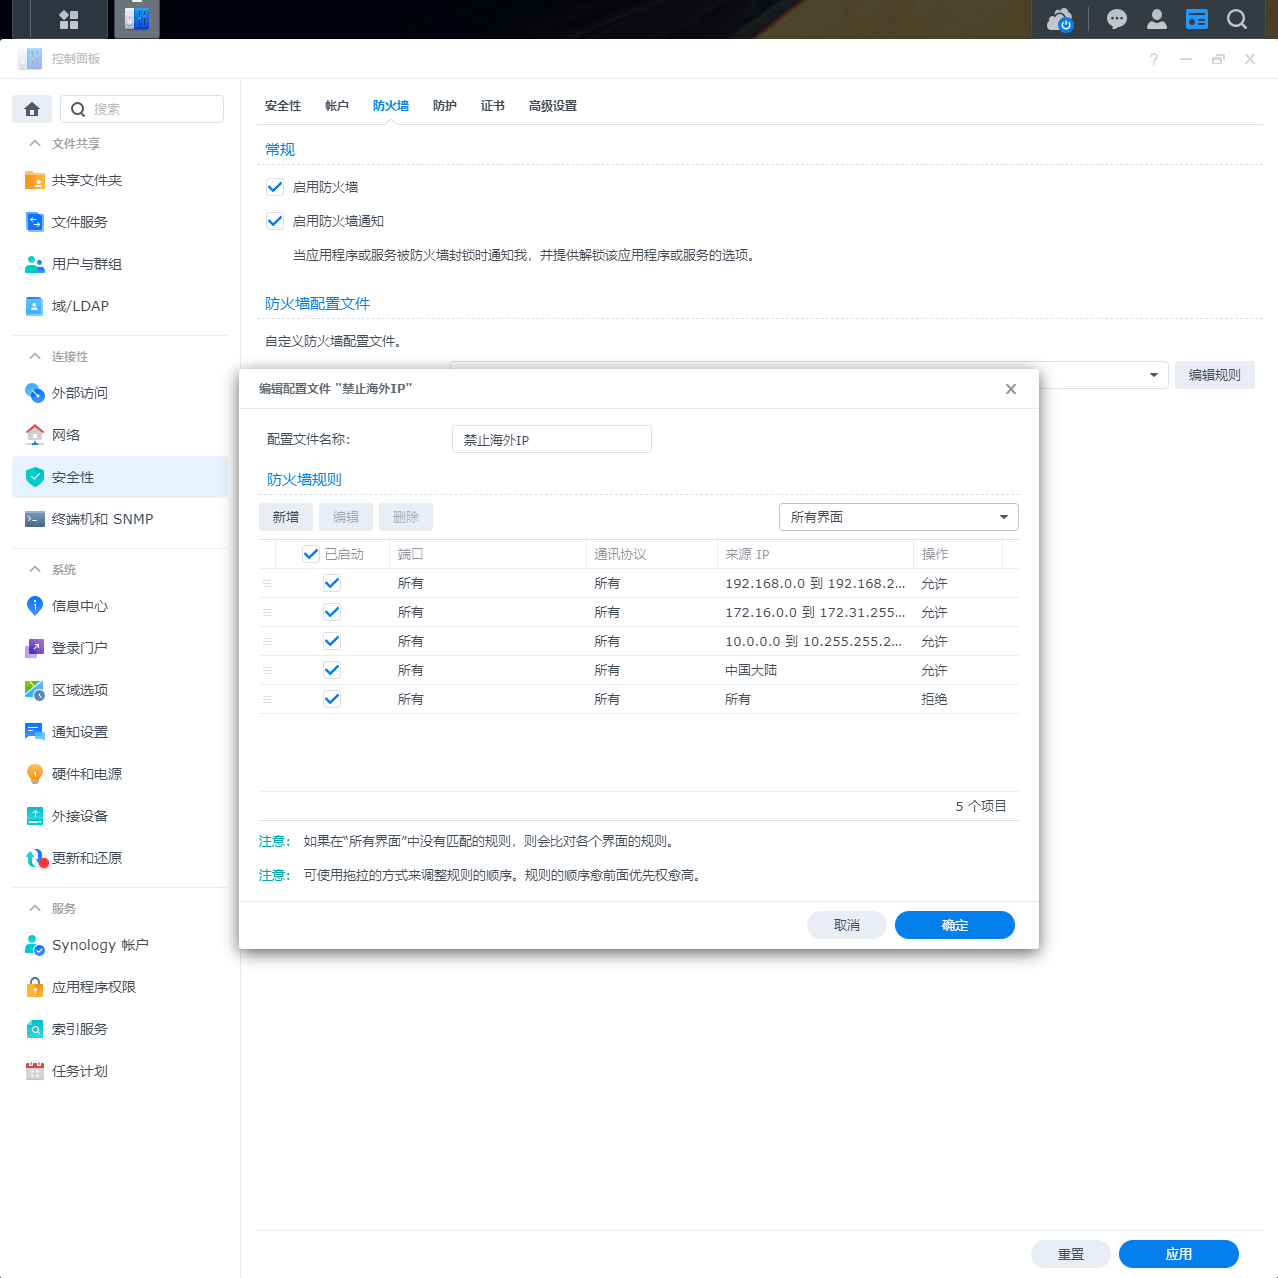 控制面板
?
搜索
文件共享
共享文件夹
文件服务
用户与群组
域/LDAP
连接性
外部访问
网络
安全性
终端机和 SNMP
系统
信息中心
登录门户
区域选项
通知设置
硬件和电源
外接设备
更新和还原
服务
Synology 帐户
应用程序权限
索引服务
任务计划
安全性 帐户 防火墙 防护 证书 高级设置
常规
启用防火墙
启用防火墙通知
当应用程序或服务被防火墙封锁时通知我，并提供解锁该应用程序或服务的选项。
防火墙配置文件
自定义防火墙配置文件。
编辑规则
编辑配置文件 "禁止海外IP"
配置文件名称：
禁止海外IP
防火墙规则
新增 编辑 删除 所有界面
已启动 端口 通讯协议 来源 IP 操作
所有 所有 192.168.0.0 到 192.168.2... 允许
所有 所有 172.16.0.0 到 172.31.255... 允许
所有 所有 10.0.0.0 到 10.255.255.2... 允许
所有 所有 中国大陆 允许
所有 所有 所有 拒绝
5 个项目
注意： 如果在“所有界面”中没有匹配的规则，则会比对各个界面的规则。
注意： 可使用拖拉的方式来调整规则的顺序。规则的顺序愈前面优先权愈高。
取消 确定
重置 应用